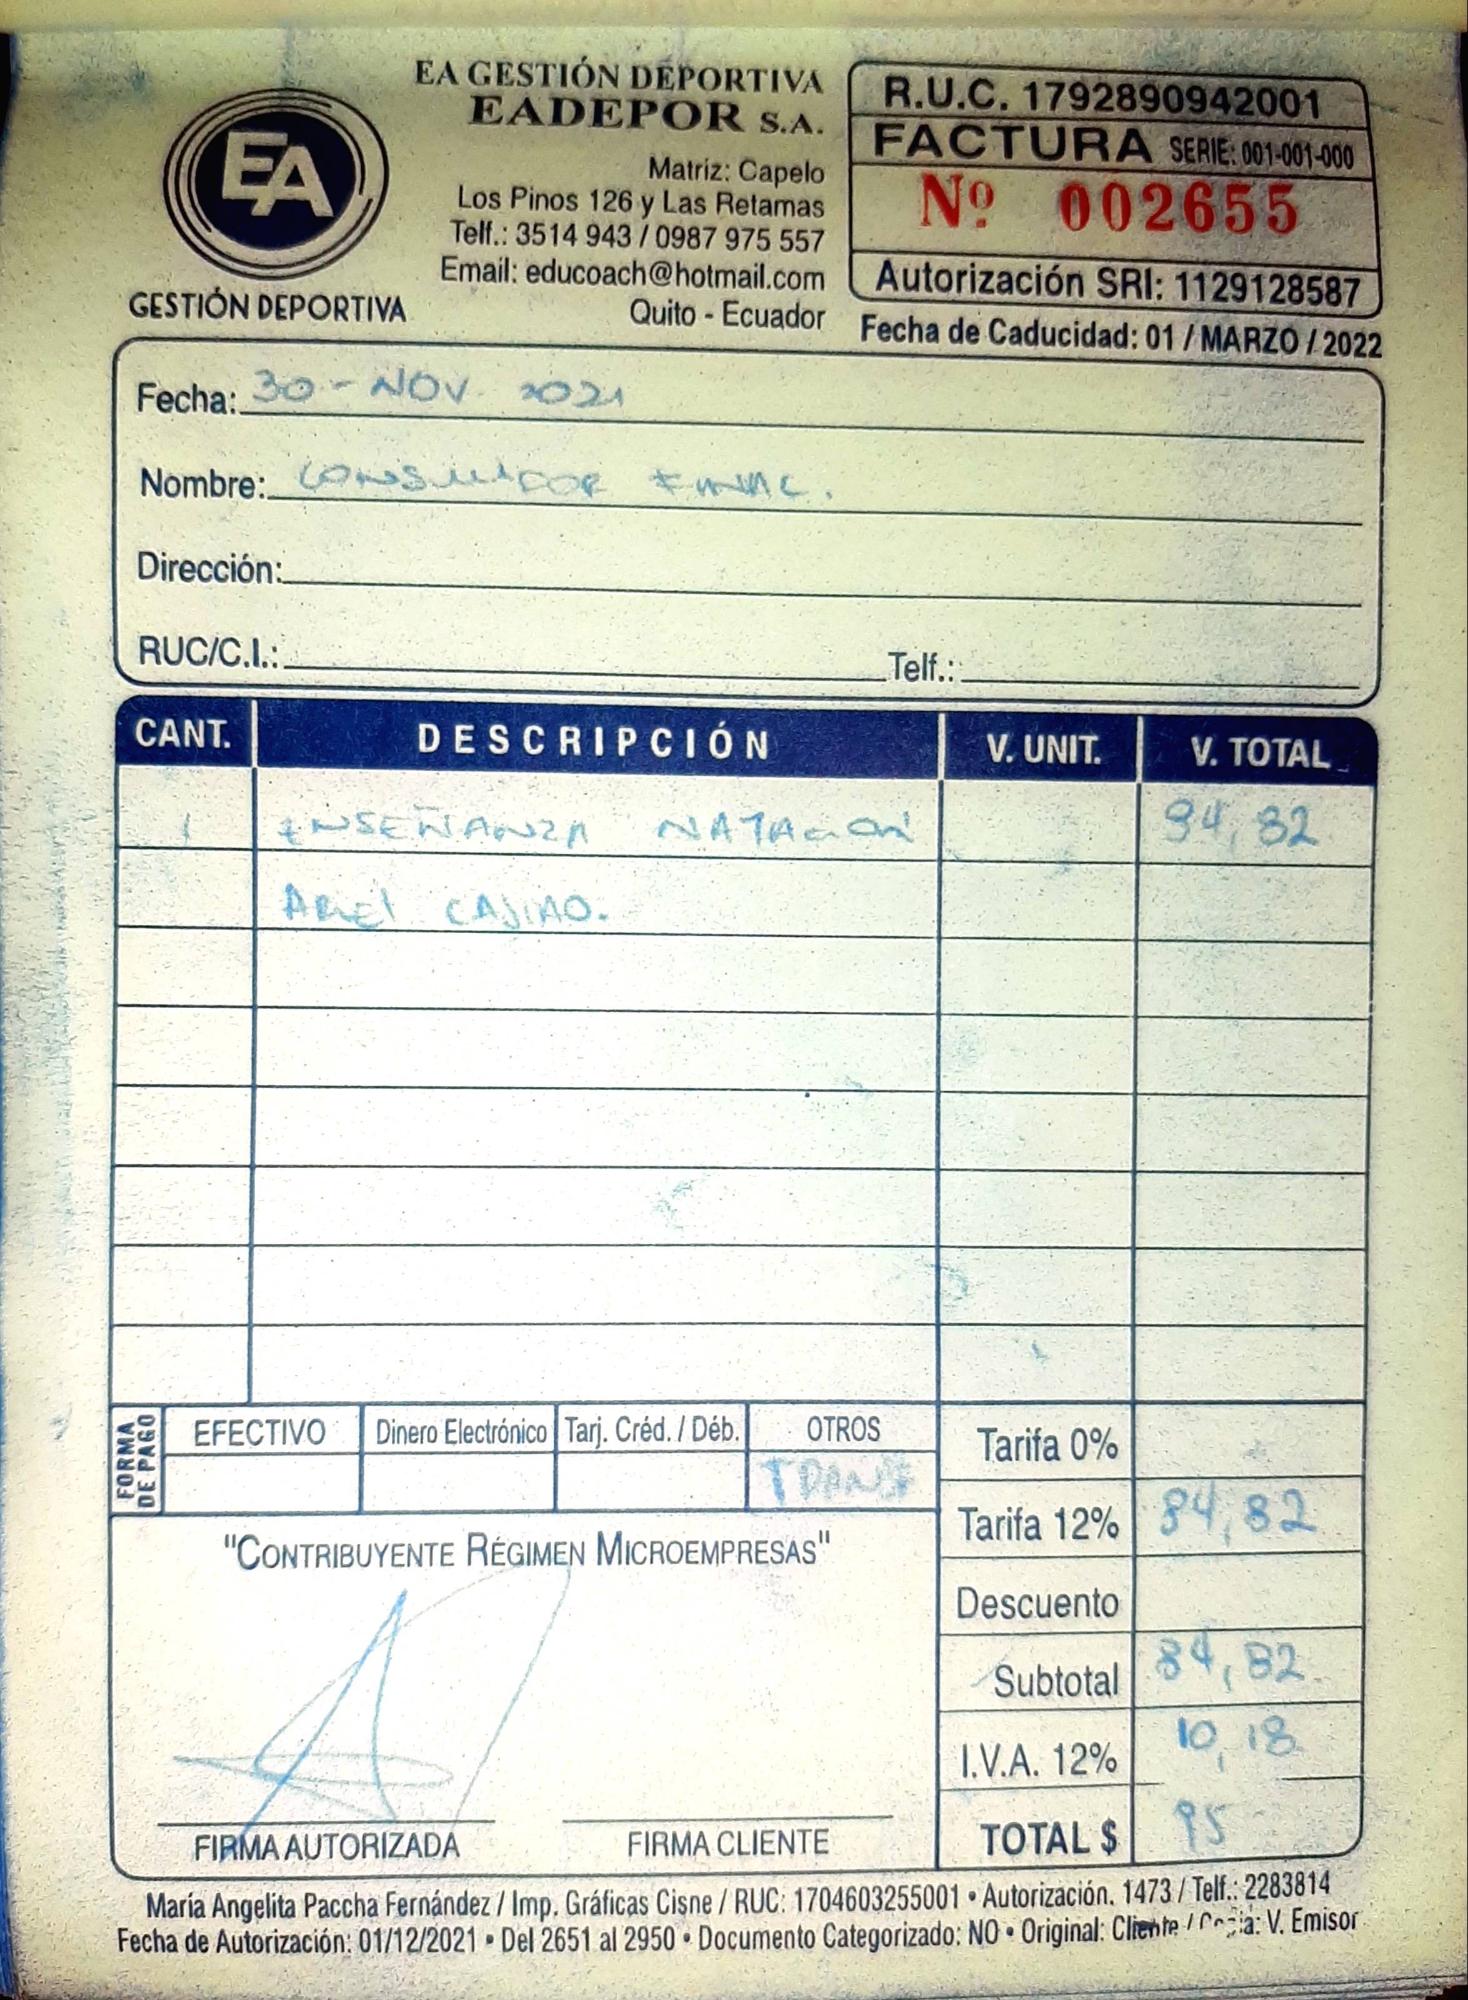 EA GESTIÓN DEPORTIVA
EADEPOR S.A.
Matriz: Capelo
Los Pinos 126 y Las Retamas
Telf.: 3514 943 / 0987 975 557
Email: educoach@hotmail.com
Quito - Ecuador
EA
GESTIÓN DEPORTIVA
R.U.C. 1792890942001
FACTURA SERIE: 001-001-000
Nº 002655
Autorización SRI: 1129128587
Fecha de Caducidad: 01 / MARZO / 2022
Fecha: 30 - NOV. 2021
Nombre: CONSUMIDOR FINAL.
Dirección:
RUC/C.I.: Telf.:
CANT. DESCRIPCIÓN V. UNIT. V. TOTAL
1 ENSEÑANZA NATACIÓN 84,82
ARIEL CAJIAO.
FORMA DE PAGO
EFECTIVO Dinero Electrónico Tarj. Créd. / Déb. OTROS
TRANSF
Tarifa 0%
Tarifa 12% 84,82
Descuento
Subtotal 84,82
I.V.A. 12% 10,18
TOTAL $ 95
"CONTRIBUYENTE RÉGIMEN MICROEMPRESAS"
FIRMA AUTORIZADA FIRMA CLIENTE
María Angelita Paccha Fernández / Imp. Gráficas Cisne / RUC: 1704603255001 • Autorización. 1473 / Telf.: 2283814
Fecha de Autorización: 01/12/2021 • Del 2651 al 2950 • Documento Categorizado: NO • Original: Cliente / Copia: V. Emisor